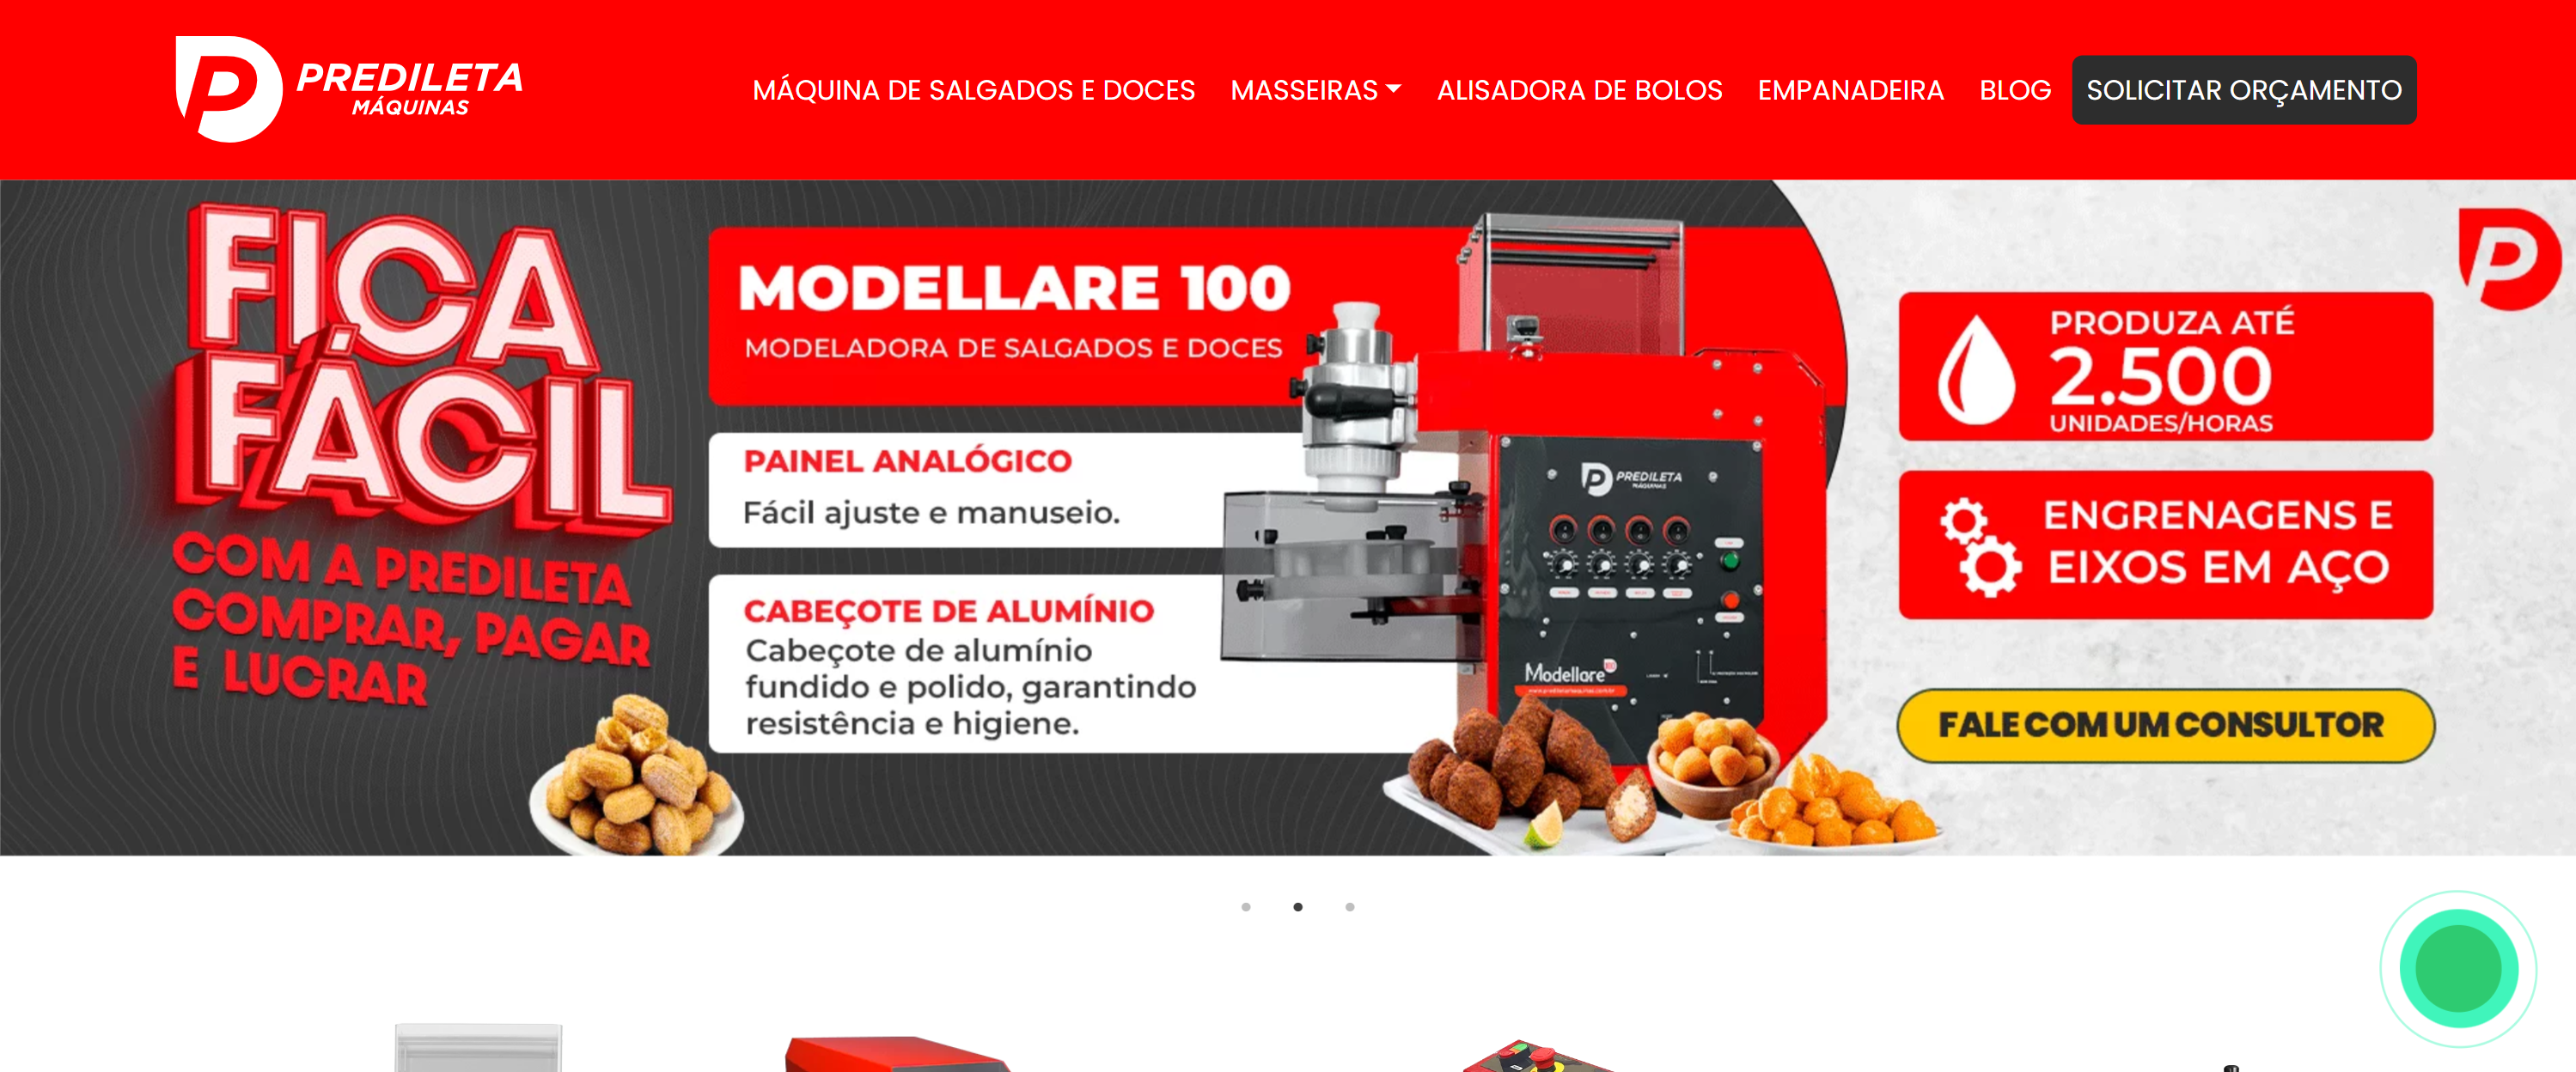 PREDILETA
MÁQUINAS
MÁQUINA DE SALGADOS E DOCES
MASSEIRAS
ALISADORA DE BOLOS
EMPANADEIRA
BLOG
SOLICITAR ORÇAMENTO
FICA
FÁCIL
COM A PREDILETA
COMPRAR, PAGAR
E LUCRAR
MODELLARE 100
MODELADORA DE SALGADOS E DOCES
PAINEL ANALÓGICO
Fácil ajuste e manuseio.
CABEÇOTE DE ALUMÍNIO
Cabeçote de alumínio
fundido e polido, garantindo
resistência e higiene.
PREDILETA
MÁQUINAS
Modellare 100
PRODUZA ATÉ
2.500
UNIDADES/HORAS
ENGRENAGENS E
EIXOS EM AÇO
FALE COM UM CONSULTOR